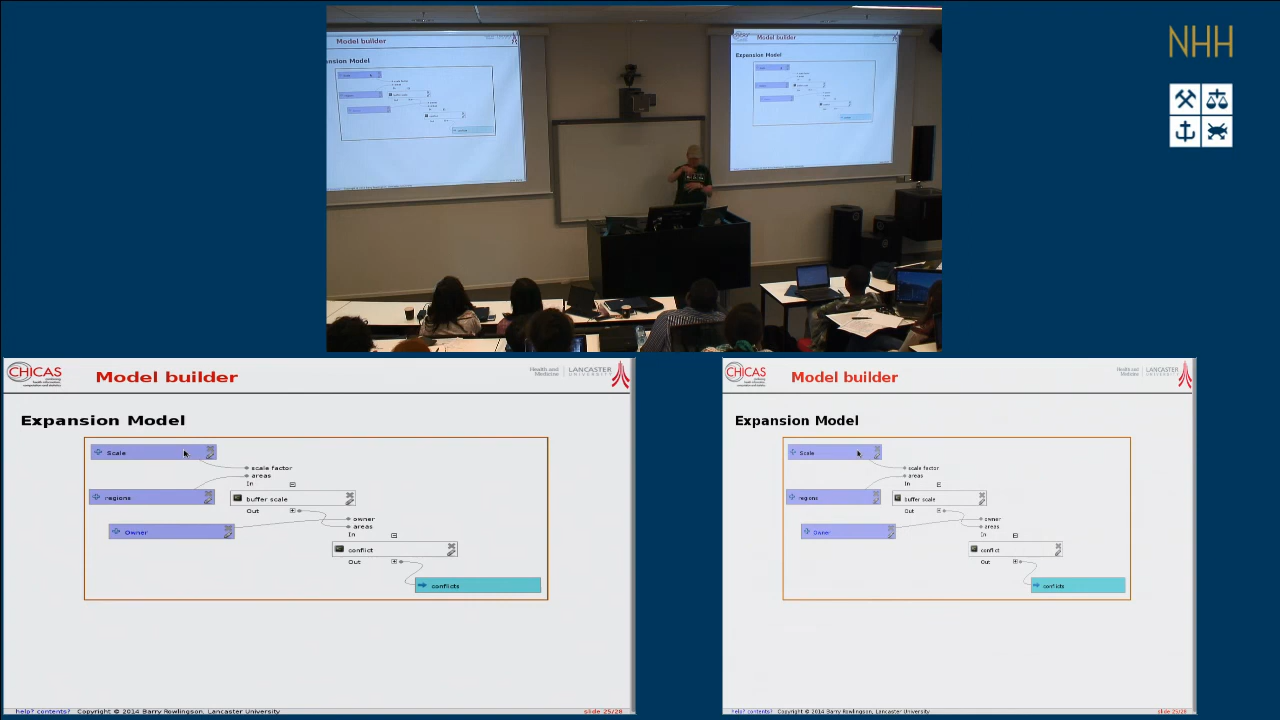 Model builder
Expansion Model
Model builder
Expansion Model
NHH
CHICAS
Model builder
Health and Medicine
LANCASTER UNIVERSITY
Expansion Model
Scale
scale factor
areas
In
regions
buffer scale
Out
owner
Owner
areas
In
conflict
Out
conflicts
help? contents? Copyright © 2014 Barry Rowlingson, Lancaster University
slide 25/28
CHICAS
Model builder
Health and Medicine
LANCASTER UNIVERSITY
Expansion Model
Scale
scale factor
areas
In
regions
buffer scale
Out
owner
Owner
areas
In
conflict
Out
conflicts
help? contents? Copyright © 2014 Barry Rowlingson, Lancaster University
slide 25/28